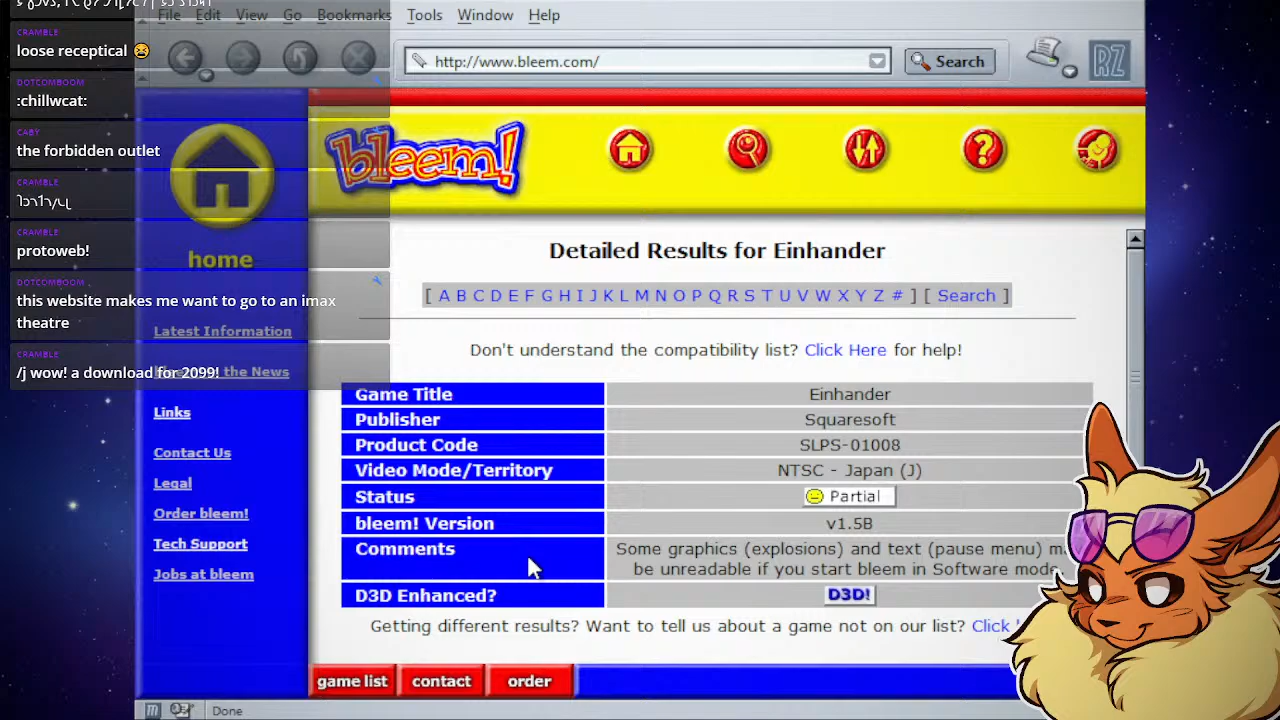 File Edit View Go Bookmarks Tools Window Help
CRAMBLE
loose receptical 😫
DOTCOMBOOM
:chillwcat:
CABY
the forbidden outlet
CRAMBLE
CRAMBLE
protoweb!
DOTCOMBOOM
this website makes me want to go to an imax
theatre
CRAMBLE
/j wow! a download for 2099!
http://www.bleem.com/
Search
RZ
bleem!
home
Latest Information
the News
Links
Contact Us
Legal
Order bleem!
Tech Support
Jobs at bleem
Detailed Results for Einhander
[ A B C D E F G H I J K L M N O P Q R S T U V W X Y Z # ] [ Search ]
Don't understand the compatibility list? Click Here for help!
Game Title Einhander
Publisher Squaresoft
Product Code SLPS-01008
Video Mode/Territory NTSC - Japan (J)
Status Partial
bleem! Version v1.5B
Comments Some graphics (explosions) and text (pause menu)
be unreadable if you start bleem in Software mode.
D3D Enhanced? D3D!
Getting different results? Want to tell us about a game not on our list? Click
game list contact order
Done